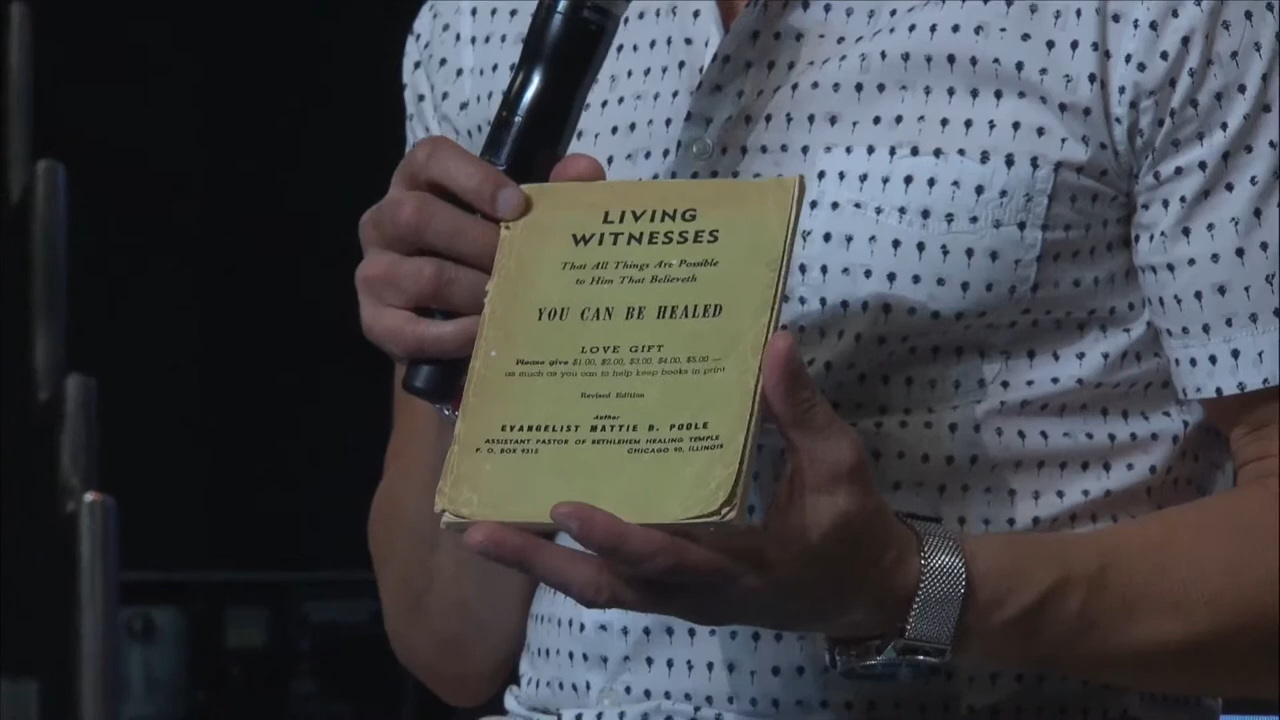 LIVING
WITNESSES
That All Things Are Possible
to Him That Believeth
YOU CAN BE HEALED
LOVE GIFT
Please give $1.00, $2.00, $3.00, $4.00, $5.00 —
as much as you can to help keep books in print
Revised Edition
Author
EVANGELIST MATTIE B. POOLE
ASSISTANT PASTOR OF BETHLEHEM HEALING TEMPLE
P. O. BOX 9315 CHICAGO 90, ILLINOIS